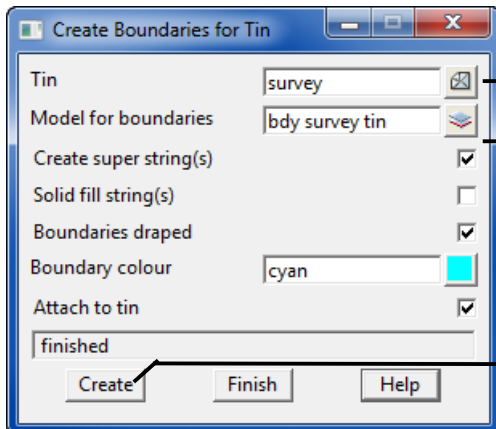 Create Boundaries for Tin
Tin survey
Model for boundaries bdy survey tin
Create super string(s)
Solid fill string(s)
Boundaries draped
Boundary colour cyan
Attach to tin
finished
Create Finish Help